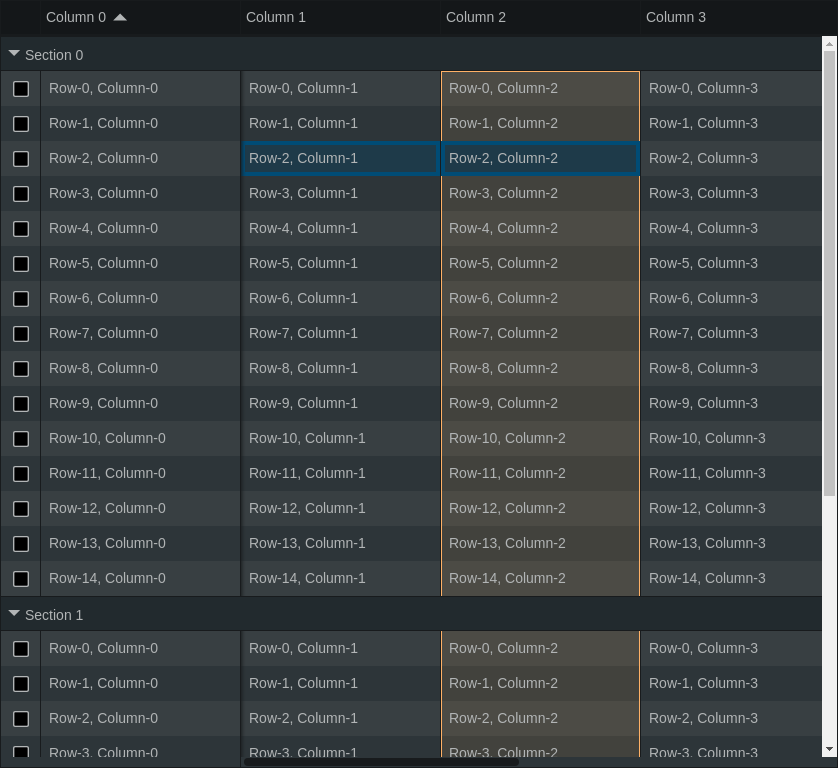 Column 0 Column 1 Column 2 Column 3
Section 0
Row-0, Column-0 Row-0, Column-1 Row-0, Column-2 Row-0, Column-3
Row-1, Column-0 Row-1, Column-1 Row-1, Column-2 Row-1, Column-3
Row-2, Column-0 Row-2, Column-1 Row-2, Column-2 Row-2, Column-3
Row-3, Column-0 Row-3, Column-1 Row-3, Column-2 Row-3, Column-3
Row-4, Column-0 Row-4, Column-1 Row-4, Column-2 Row-4, Column-3
Row-5, Column-0 Row-5, Column-1 Row-5, Column-2 Row-5, Column-3
Row-6, Column-0 Row-6, Column-1 Row-6, Column-2 Row-6, Column-3
Row-7, Column-0 Row-7, Column-1 Row-7, Column-2 Row-7, Column-3
Row-8, Column-0 Row-8, Column-1 Row-8, Column-2 Row-8, Column-3
Row-9, Column-0 Row-9, Column-1 Row-9, Column-2 Row-9, Column-3
Row-10, Column-0 Row-10, Column-1 Row-10, Column-2 Row-10, Column-3
Row-11, Column-0 Row-11, Column-1 Row-11, Column-2 Row-11, Column-3
Row-12, Column-0 Row-12, Column-1 Row-12, Column-2 Row-12, Column-3
Row-13, Column-0 Row-13, Column-1 Row-13, Column-2 Row-13, Column-3
Row-14, Column-0 Row-14, Column-1 Row-14, Column-2 Row-14, Column-3
Section 1
Row-0, Column-0 Row-0, Column-1 Row-0, Column-2 Row-0, Column-3
Row-1, Column-0 Row-1, Column-1 Row-1, Column-2 Row-1, Column-3
Row-2, Column-0 Row-2, Column-1 Row-2, Column-2 Row-2, Column-3
Row-3, Column-0 Row-3, Column-1 Row-3, Column-2 Row-3, Column-3